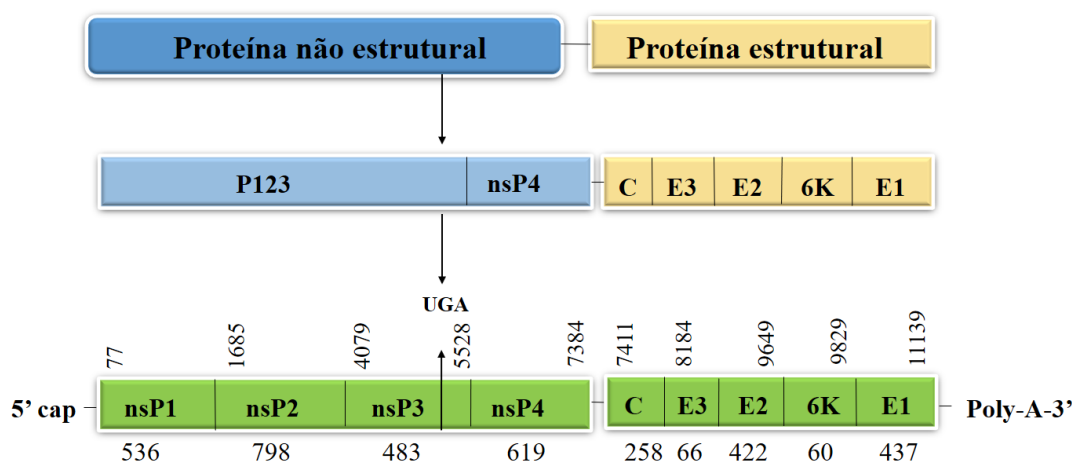 Proteína não estrutural Proteína estrutural
P123 nsP4 C E3 E2 6K E1
UGA
77 1685 4079 5528 7384 7411 8184 9649 9829 11139
5' cap nsP1 nsP2 nsP3 nsP4 C E3 E2 6K E1 Poly-A-3'
536 798 483 619 258 66 422 60 437